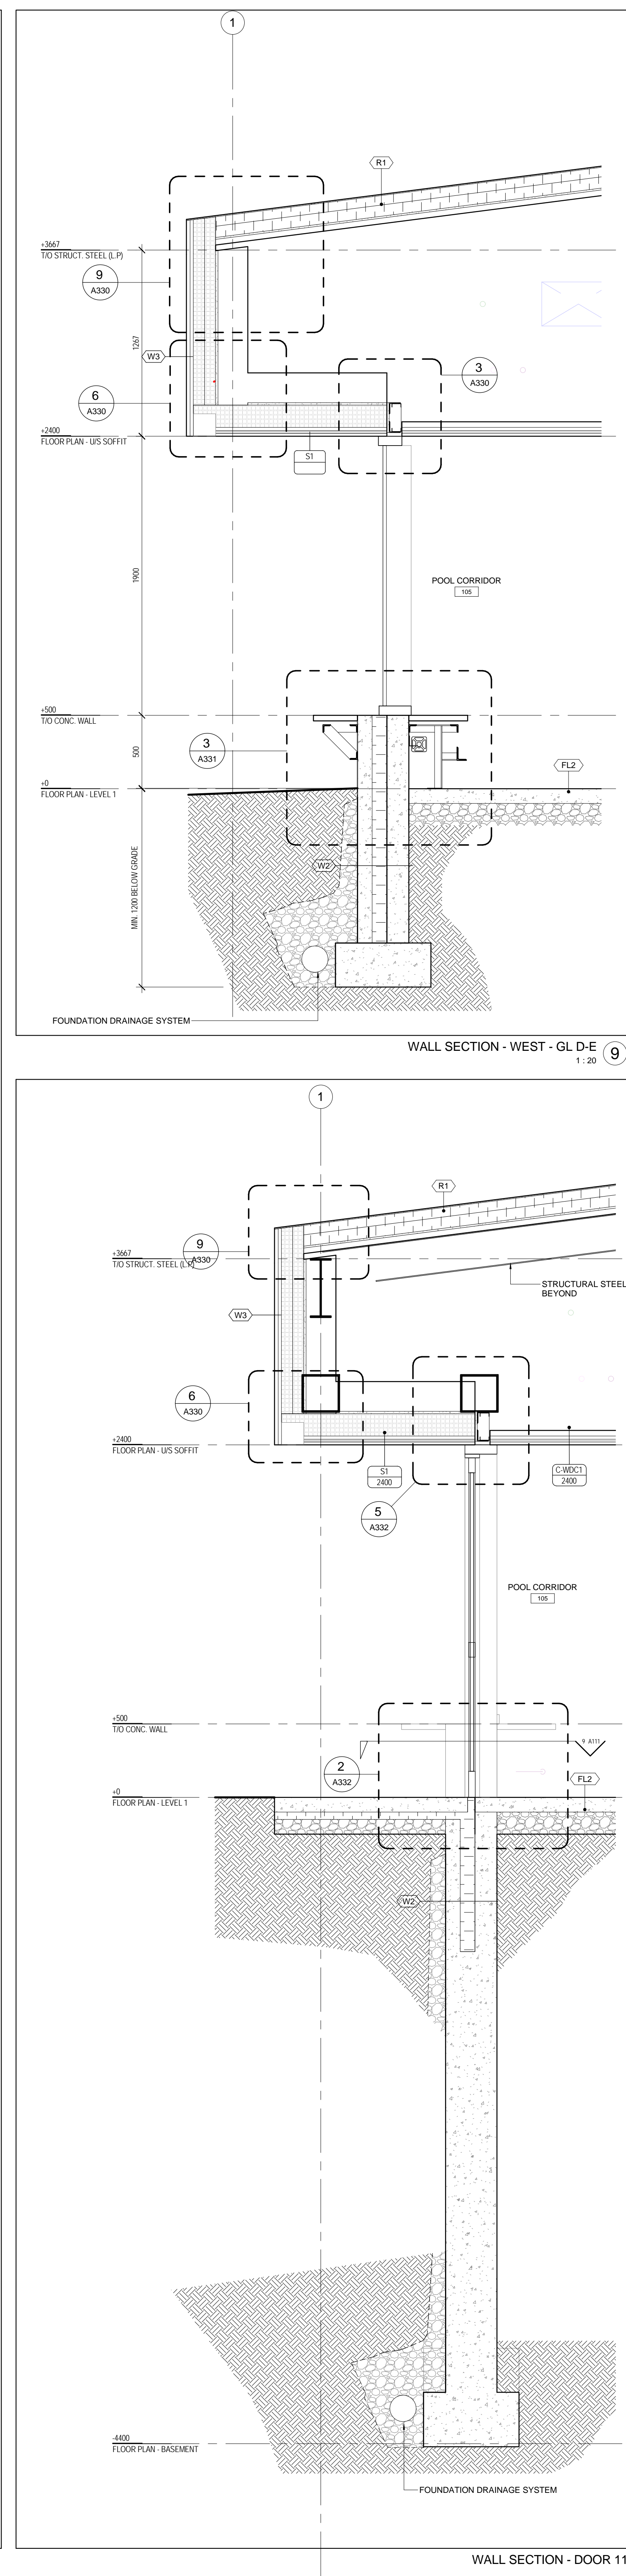 1
R1
+3667
T/O STRUCT. STEEL (L.P)
9
A330
1267
W3
3
A330
6
A330
+2400
FLOOR PLAN - U/S SOFFIT
S1
1900
POOL CORRIDOR
105
+500
T/O CONC. WALL
3
A331
500
FL2
+0
FLOOR PLAN - LEVEL 1
MIN. 1200 BELOW GRADE
W2
FOUNDATION DRAINAGE SYSTEM
WALL SECTION - WEST - GL D-E
1 : 20
9
1
R1
9
A330
+3667
T/O STRUCT. STEEL (L.P)
STRUCTURAL STEEL
BEYOND
W3
6
A330
+2400
FLOOR PLAN - U/S SOFFIT
S1
2400
C-WDC1
2400
5
A332
POOL CORRIDOR
105
+500
T/O CONC. WALL
9 A111
2
A332
FL2
+0
FLOOR PLAN - LEVEL 1
W2
-4400
FLOOR PLAN - BASEMENT
FOUNDATION DRAINAGE SYSTEM
WALL SECTION - DOOR 11